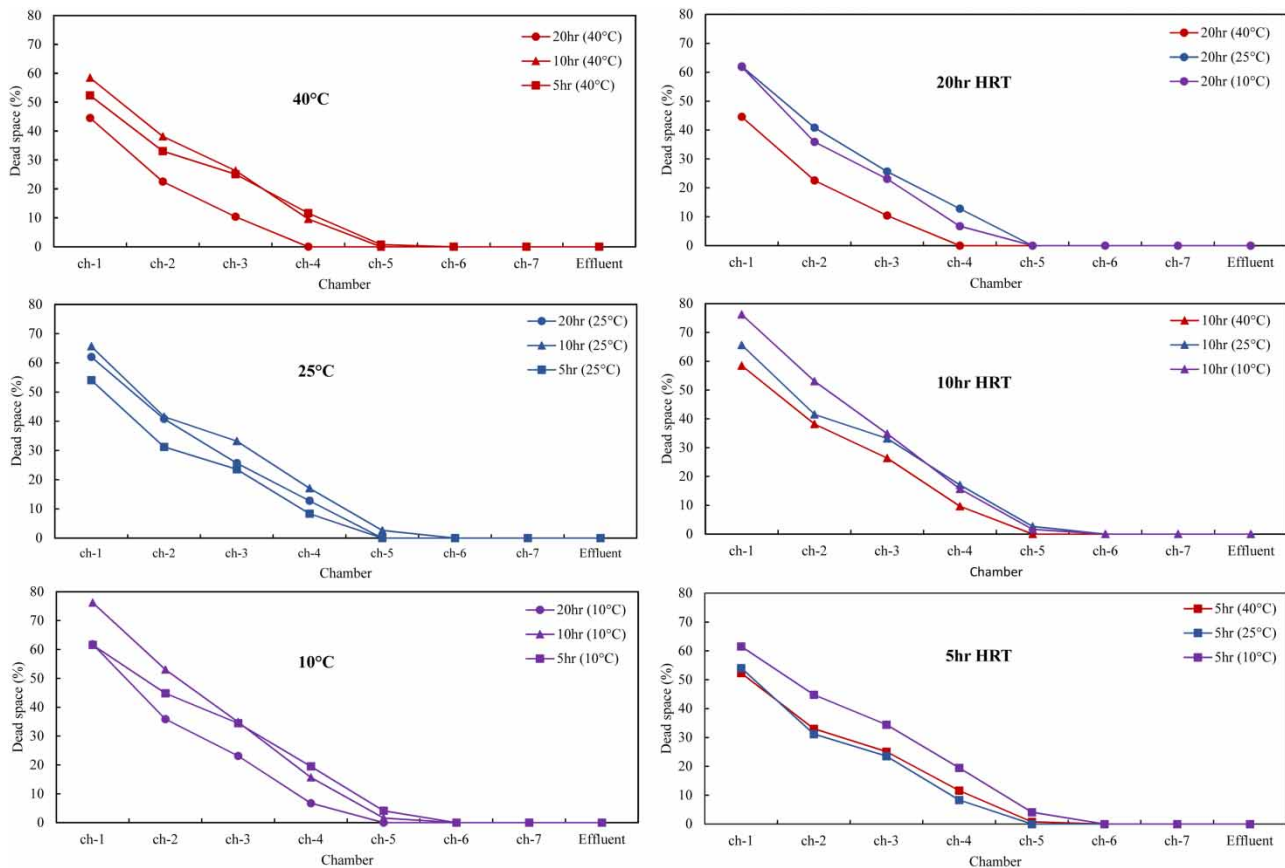 80
70
60
50
40
30
20
10
0
Dead space (%)
20hr (40°C)
10hr (40°C)
5hr (40°C)
40°C
ch-1 ch-2 ch-3 ch-4 ch-5 ch-6 ch-7 Effluent
Chamber
80
70
60
50
40
30
20
10
0
Dead space (%)
20hr (40°C)
20hr (25°C)
20hr (10°C)
20hr HRT
ch-1 ch-2 ch-3 ch-4 ch-5 ch-6 ch-7 Effluent
Chamber
80
70
60
50
40
30
20
10
0
Dead space (%)
20hr (25°C)
10hr (25°C)
5hr (25°C)
25°C
ch-1 ch-2 ch-3 ch-4 ch-5 ch-6 ch-7 Effluent
Chamber
80
70
60
50
40
30
20
10
0
Dead space (%)
10hr (40°C)
10hr (25°C)
10hr (10°C)
10hr HRT
ch-1 ch-2 ch-3 ch-4 ch-5 ch-6 ch-7 Effluent
Chamber
80
70
60
50
40
30
20
10
0
Dead space (%)
20hr (10°C)
10hr (10°C)
5hr (10°C)
10°C
ch-1 ch-2 ch-3 ch-4 ch-5 ch-6 ch-7 Effluent
Chamber
80
70
60
50
40
30
20
10
0
Dead space (%)
5hr (40°C)
5hr (25°C)
5hr (10°C)
5hr HRT
ch-1 ch-2 ch-3 ch-4 ch-5 ch-6 ch-7 Effluent
Chamber